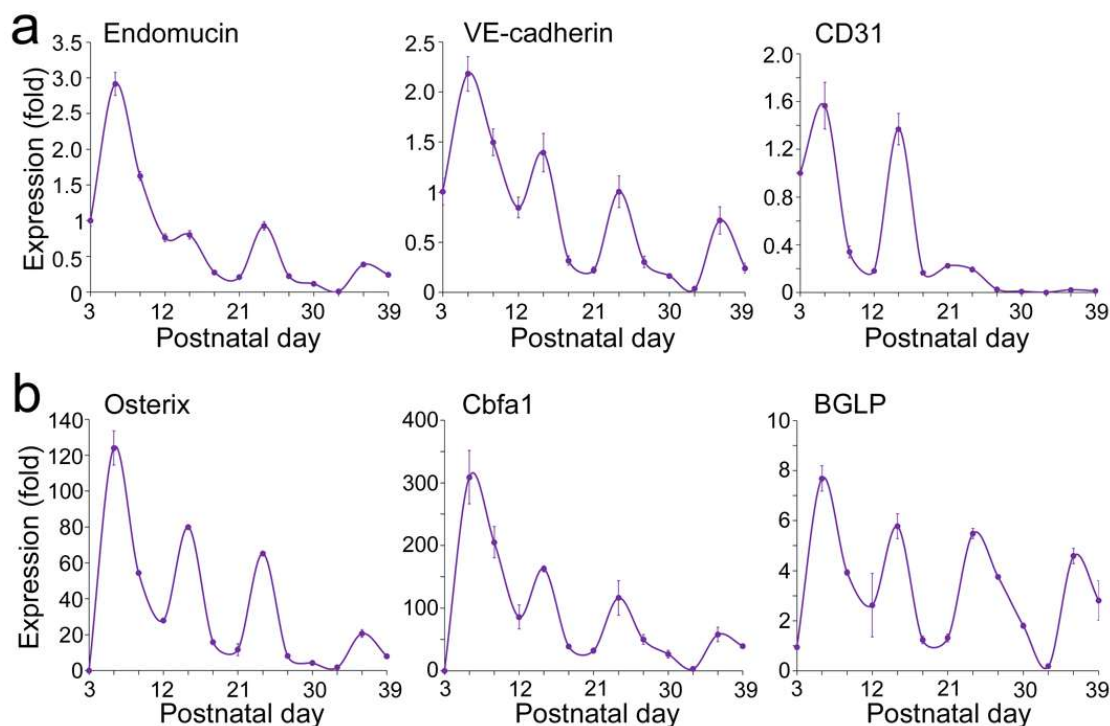 a
Endomucin
VE-cadherin
CD31
Expression (fold)
3.5
3.0
2.5
2.0
1.5
1
0.5
0
3 12 21 30 39
Postnatal day
2.5
2.0
1.5
1
0.5
0
3 12 21 30 39
Postnatal day
2.0
1.6
1.2
0.8
0.4
0
3 12 21 30 39
Postnatal day
b
Osterix
Cbfa1
BGLP
Expression (fold)
140
120
100
80
60
40
20
0
3 12 21 30 39
Postnatal day
400
300
200
100
0
3 12 21 30 39
Postnatal day
10
8
6
4
2
0
3 12 21 30 39
Postnatal day